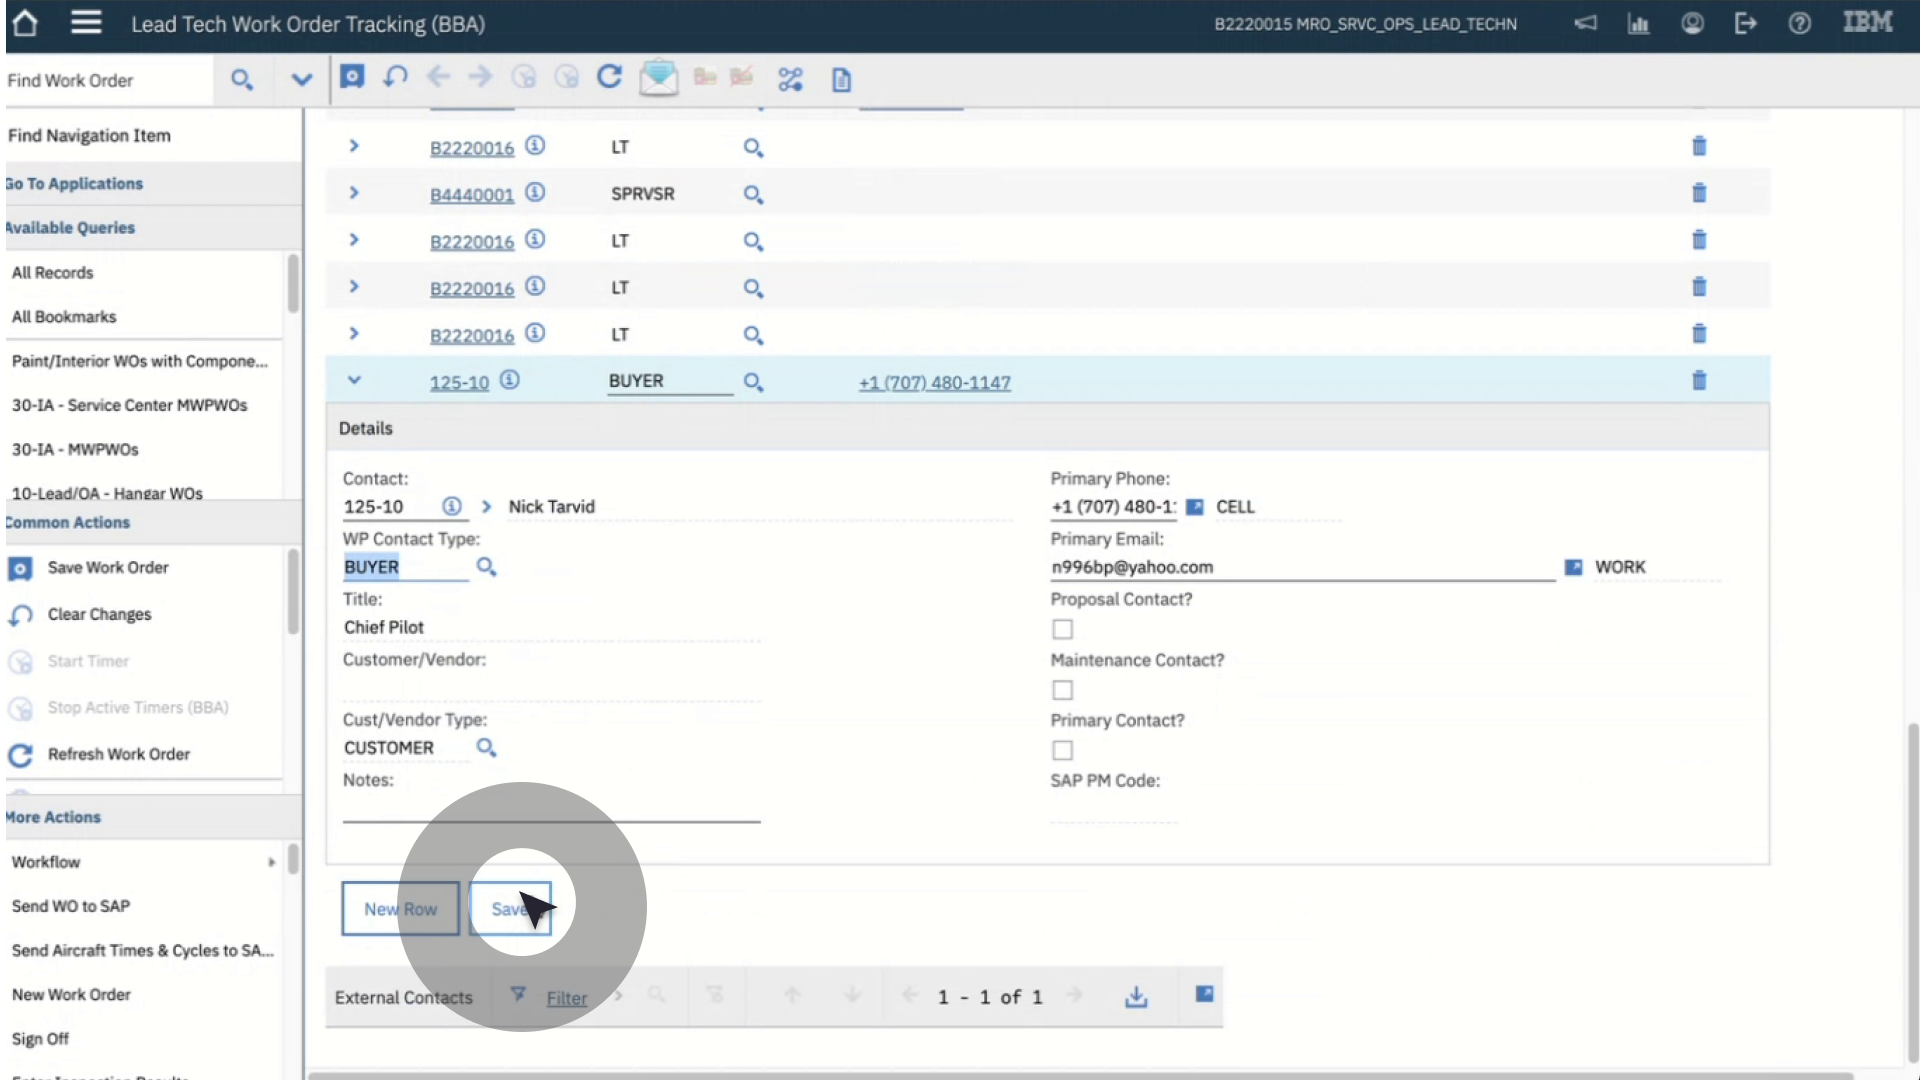 Lead Tech Work Order Tracking (BBA)
B2220015 MRO_SRVC_OPS_LEAD_TECHN
IBM
Find Work Order
Find Navigation Item
Go To Applications
Available Queries
All Records
All Bookmarks
Paint/Interior WOs with Compone...
30-IA - Service Center MWPWOs
30-IA - MWPWOs
10-Lead/OA - Hangar WOs
Common Actions
Save Work Order
Clear Changes
Start Timer
Stop Active Timers (BBA)
Refresh Work Order
More Actions
Workflow
Send WO to SAP
Send Aircraft Times & Cycles to SA...
New Work Order
Sign Off
B2220016 LT
B4440001 SPRVSR
B2220016 LT
B2220016 LT
B2220016 LT
125-10 BUYER +1 (707) 480-1147
Details
Contact:
125-10 Nick Tarvid
WP Contact Type:
BUYER
Title:
Chief Pilot
Customer/Vendor:
Cust/Vendor Type:
CUSTOMER
Notes:
Primary Phone:
+1 (707) 480-1: CELL
Primary Email:
n996bp@yahoo.com WORK
Proposal Contact?
Maintenance Contact?
Primary Contact?
SAP PM Code:
New Row Save
External Contacts Filter 1 - 1 of 1